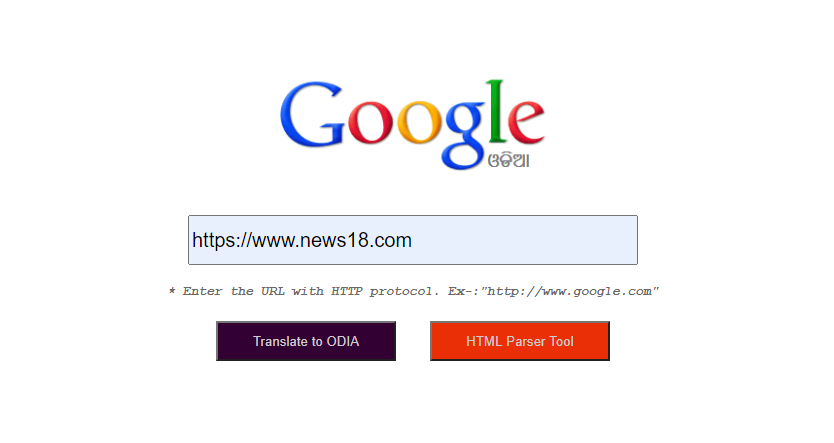 Google
ଓଡିଆ
https://www.news18.com
* Enter the URL with HTTP protocol. Ex-:"http://www.google.com"
Translate to ODIA
HTML Parser Tool